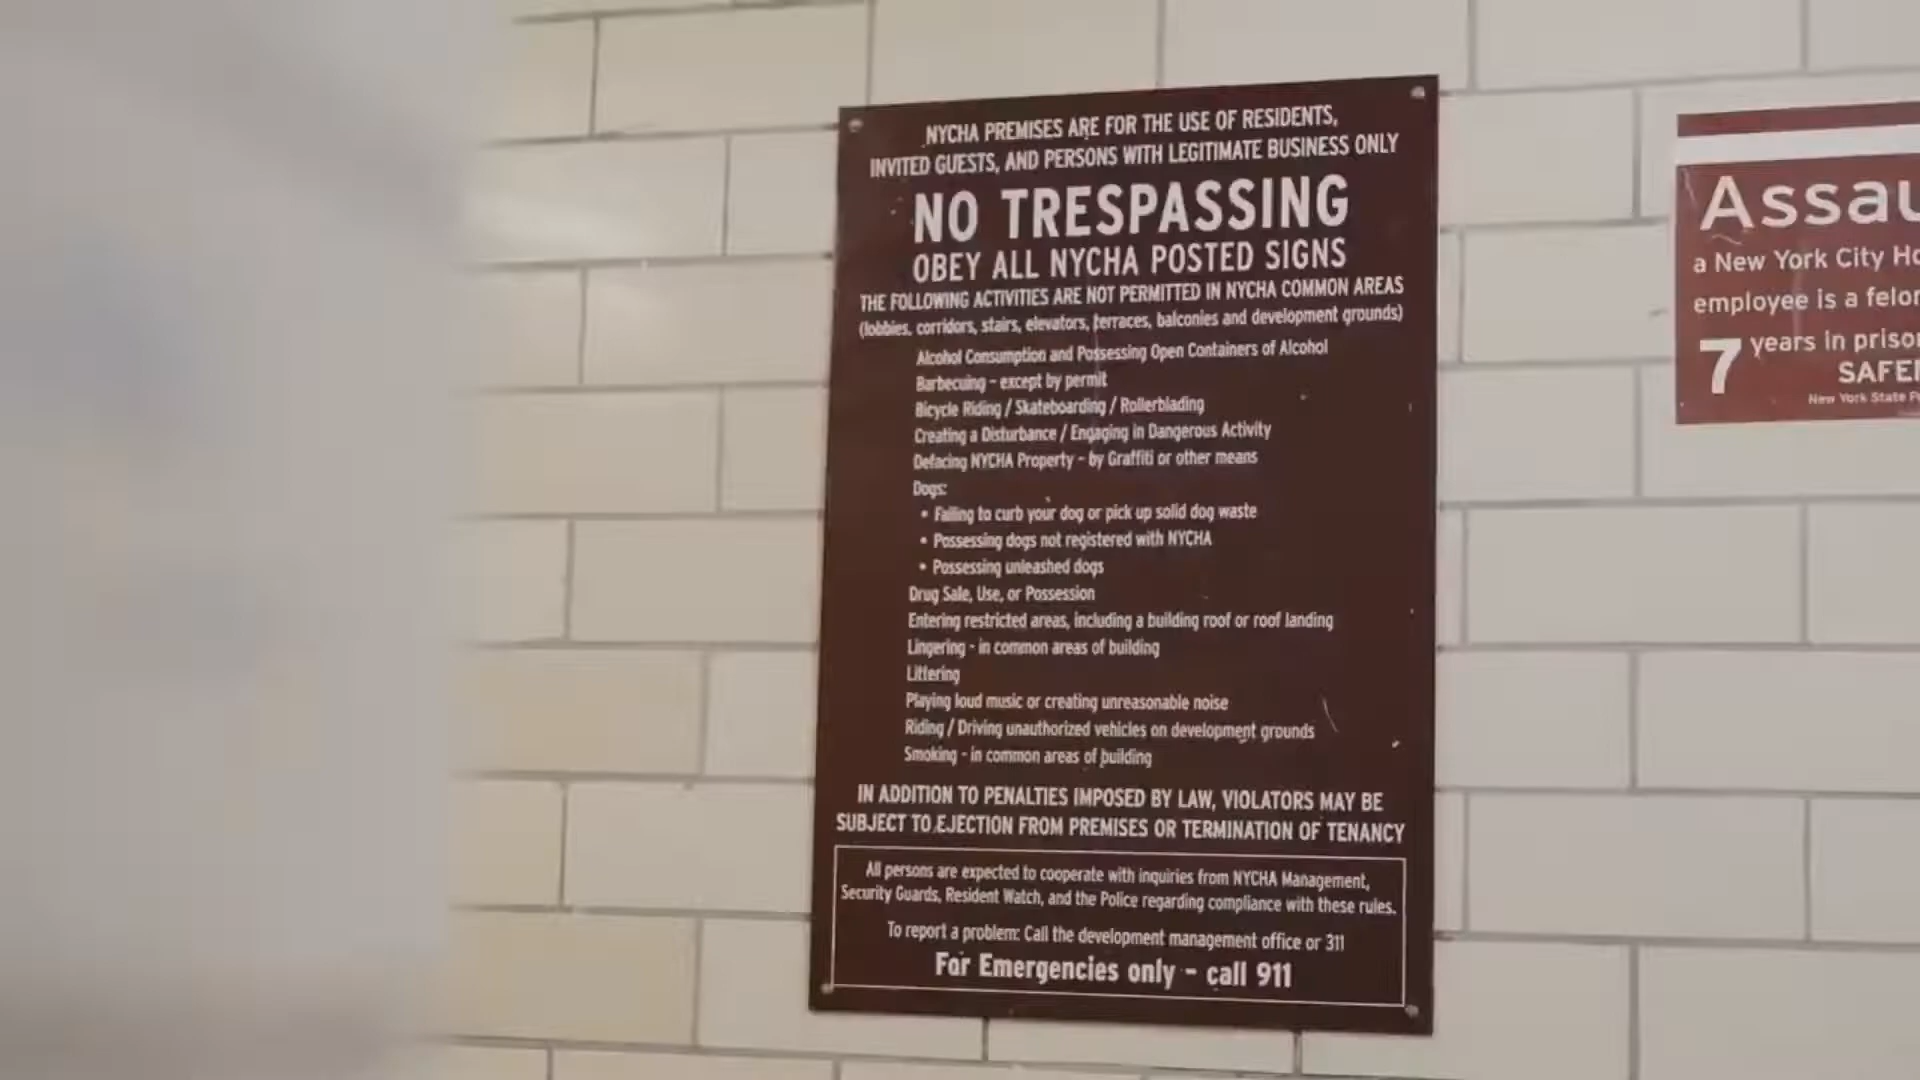 NYCHA PREMISES ARE FOR THE USE OF RESIDENTS,
INVITED GUESTS, AND PERSONS WITH LEGITIMATE BUSINESS ONLY
NO TRESPASSING
OBEY ALL NYCHA POSTED SIGNS
THE FOLLOWING ACTIVITIES ARE NOT PERMITTED IN NYCHA COMMON AREAS
(lobbies, corridors, stairs, elevators, terraces, balconies and development grounds)
Alcohol Consumption and Possessing Open Containers of Alcohol
Barbecuing - except by permit
Bicycle Riding / Skateboarding / Rollerblading
Creating a Disturbance / Engaging in Dangerous Activity
Defacing NYCHA Property - by Graffiti or other means
Dogs:
• Failing to curb your dog or pick up solid dog waste
• Possessing dogs not registered with NYCHA
• Possessing unleashed dogs
Drug Sale, Use, or Possession
Entering restricted areas, including a building roof or roof landing
Lingering - in common areas of building
Littering
Playing loud music or creating unreasonable noise
Riding / Driving unauthorized vehicles on development grounds
Smoking - in common areas of building
IN ADDITION TO PENALTIES IMPOSED BY LAW, VIOLATORS MAY BE
SUBJECT TO EJECTION FROM PREMISES OR TERMINATION OF TENANCY
All persons are expected to cooperate with inquiries from NYCHA Management,
Security Guards, Resident Watch, and the Police regarding compliance with these rules.
To report a problem: Call the development management office or 311
For Emergencies only - call 911
Assau
a New York City Ho
employee is a felon
7 years in prison
SAFE
New York State P